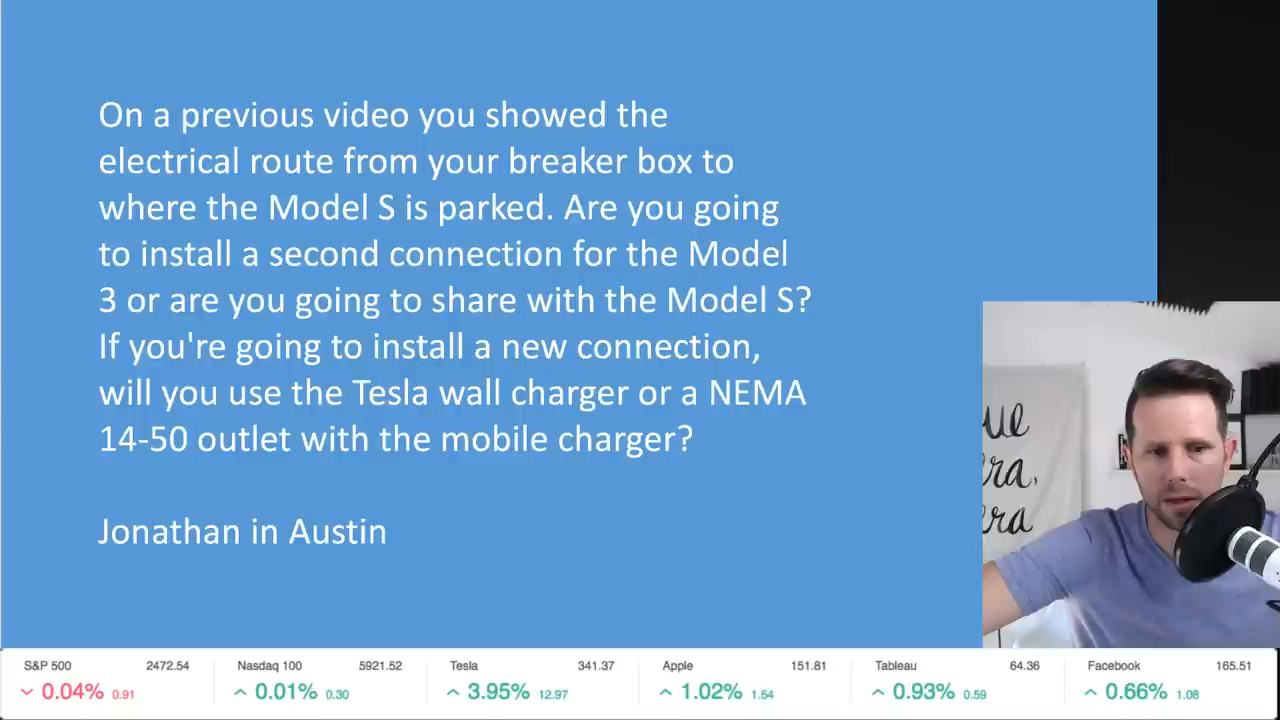 On a previous video you showed the
electrical route from your breaker box to
where the Model S is parked. Are you going
to install a second connection for the Model
3 or are you going to share with the Model S?
If you're going to install a new connection,
will you use the Tesla wall charger or a NEMA
14-50 outlet with the mobile charger?
Jonathan in Austin
ue
era,
era
S&P 500 2472.54
0.04% 0.91
Nasdaq 100 5921.52
0.01% 0.30
Tesla 341.37
3.95% 12.97
Apple 151.81
1.02% 1.54
Tableau 64.36
0.93% 0.59
Facebook 165.51
0.66% 1.08